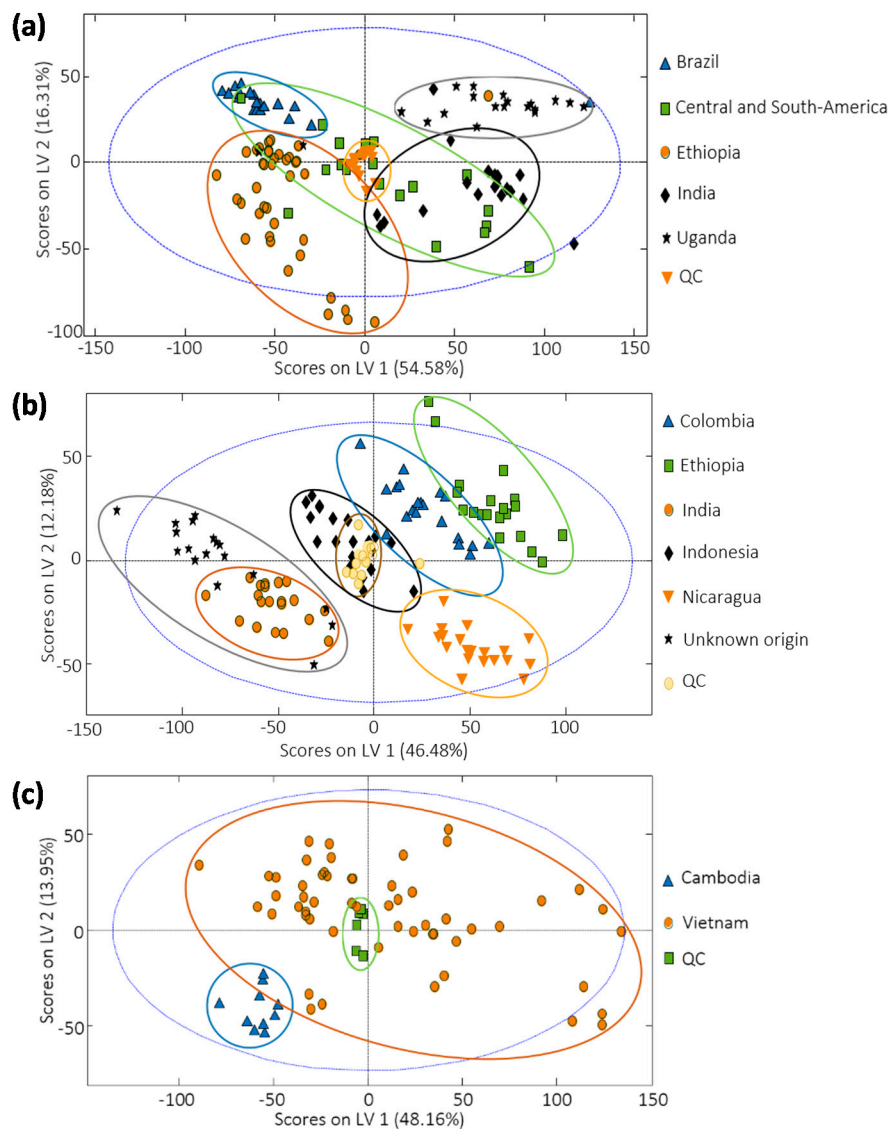 (a)
Scores on LV 2 (16.31%)
50
0
-50
-100
-150
-100
-50
0
50
100
150
Scores on LV 1 (54.58%)
Brazil
Central and South-America
Ethiopia
India
Uganda
QC
(b)
Scores on LV 2 (12.18%)
50
0
-50
-150
-100
-50
0
50
100
Scores on LV 1 (46.48%)
Colombia
Ethiopia
India
Indonesia
Nicaragua
Unknown origin
QC
(c)
Scores on LV 2 (13.95%)
50
0
-50
-100
-50
0
50
100
150
Scores on LV 1 (48.16%)
Cambodia
Vietnam
QC